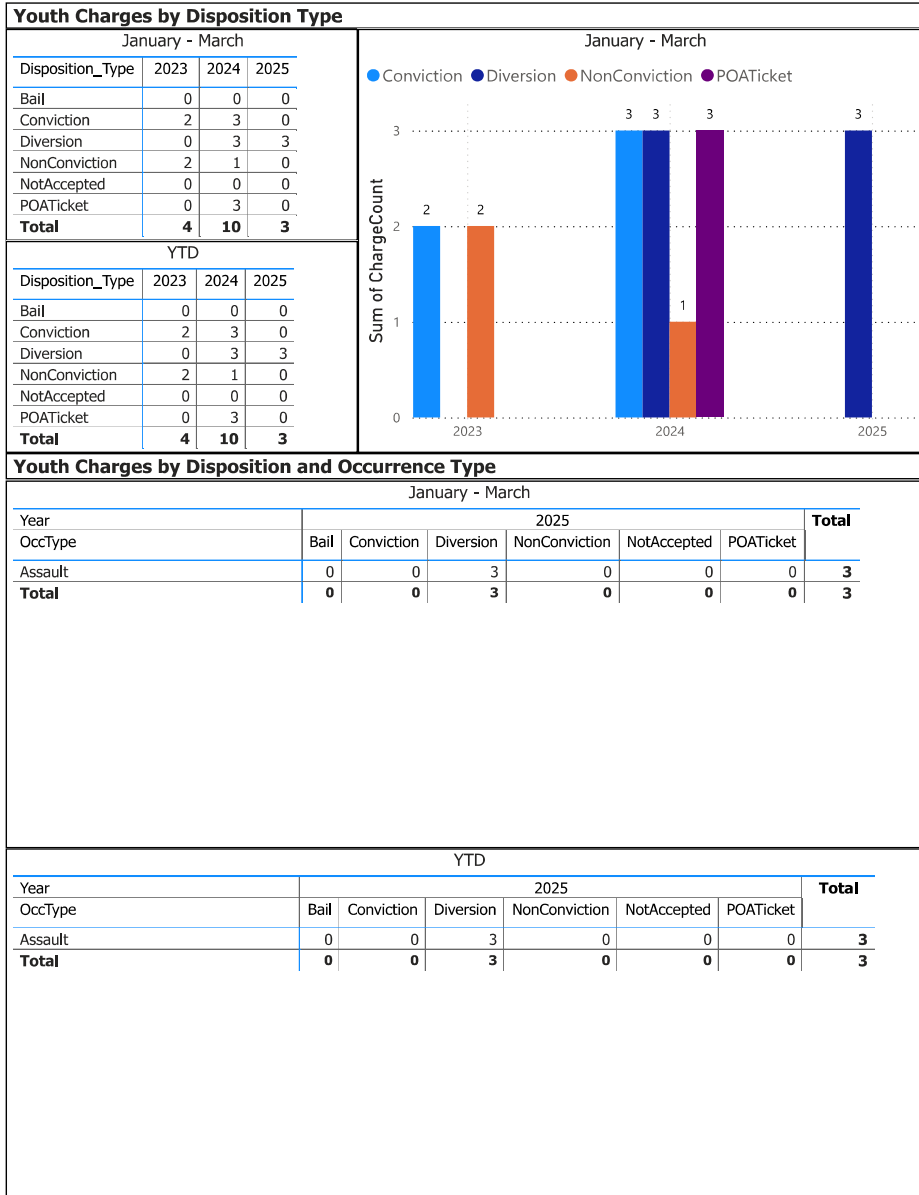 Youth Charges by Disposition Type
January - March
Disposition_Type 2023 2024 2025
Bail 0 0 0
Conviction 2 3 0
Diversion 0 3 3
NonConviction 2 1 0
NotAccepted 0 0 0
POATicket 0 3 0
Total 4 10 3
YTD
Disposition_Type 2023 2024 2025
Bail 0 0 0
Conviction 2 3 0
Diversion 0 3 3
NonConviction 2 1 0
NotAccepted 0 0 0
POATicket 0 3 0
Total 4 10 3
January - March
Conviction Diversion NonConviction POATicket
Sum of ChargeCount
3 3 3 3
3
2 2
2
1
1
0
2023 2024 2025
Youth Charges by Disposition and Occurrence Type
January - March
Year 2025 Total
OccType Bail Conviction Diversion NonConviction NotAccepted POATicket
Assault 0 0 3 0 0 0 3
Total 0 0 3 0 0 0 3
YTD
Year 2025 Total
OccType Bail Conviction Diversion NonConviction NotAccepted POATicket
Assault 0 0 3 0 0 0 3
Total 0 0 3 0 0 0 3